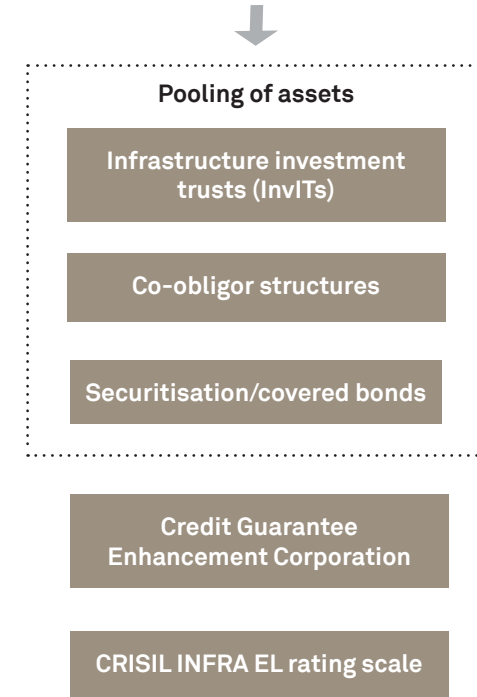 Pooling of assets
Infrastructure investment
trusts (InvITs)
Co-obligor structures
Securitisation/covered bonds
Credit Guarantee
Enhancement Corporation
CRISIL INFRA EL rating scale